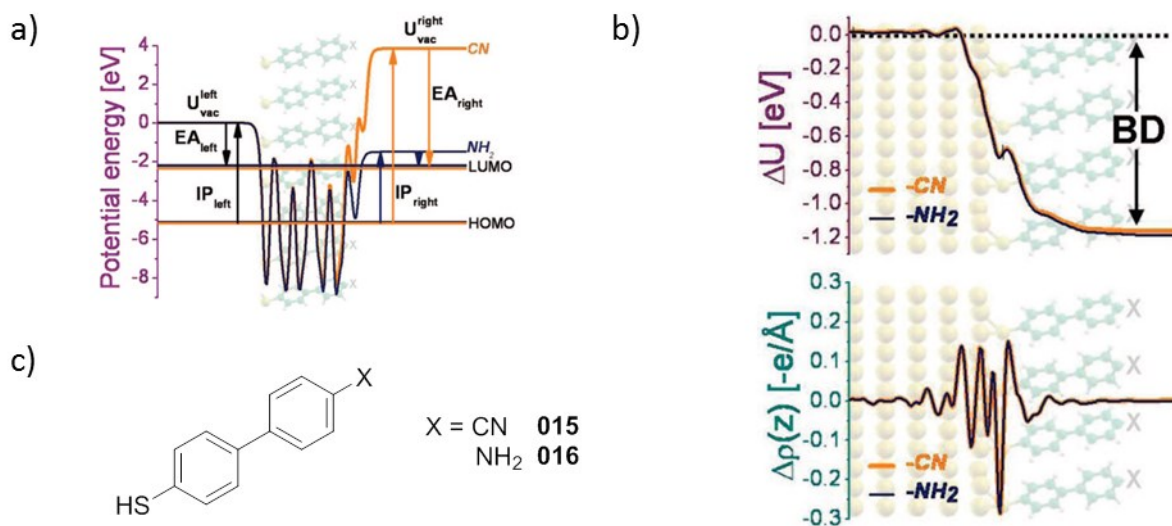 a)
Potential energy [eV]
4
2
0
-2
-4
-6
-8
U_vac^left
EA_left
IP_left
U_vac^right
CN
EA_right
NH₂
LUMO
IP_right
HOMO
X
X
X
b)
ΔU [eV]
0.0
-0.2
-0.4
-0.6
-0.8
-1.0
-1.2
BD
-CN
-NH₂
X
X
X
X
Δρ(z) [-e/Å]
0.3
0.2
0.1
0.0
-0.1
-0.2
-0.3
-CN
-NH₂
X
X
X
X
c)
X
HS
X = CN 015
NH₂ 016